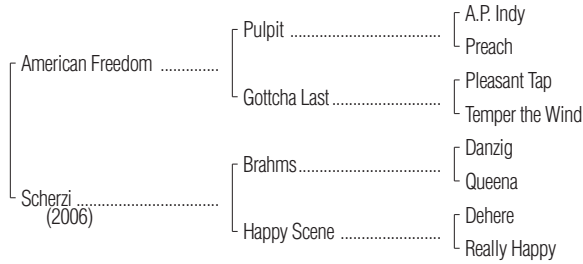 A.P. Indy
Pulpit ........................................
Preach
American Freedom ..............
Pleasant Tap
Gottcha Last..............................
Temper the Wind
Danzig
Brahms......................................
Queena
Scherzi ...................................
(2006)
Dehere
Happy Scene ............................
Really Happy